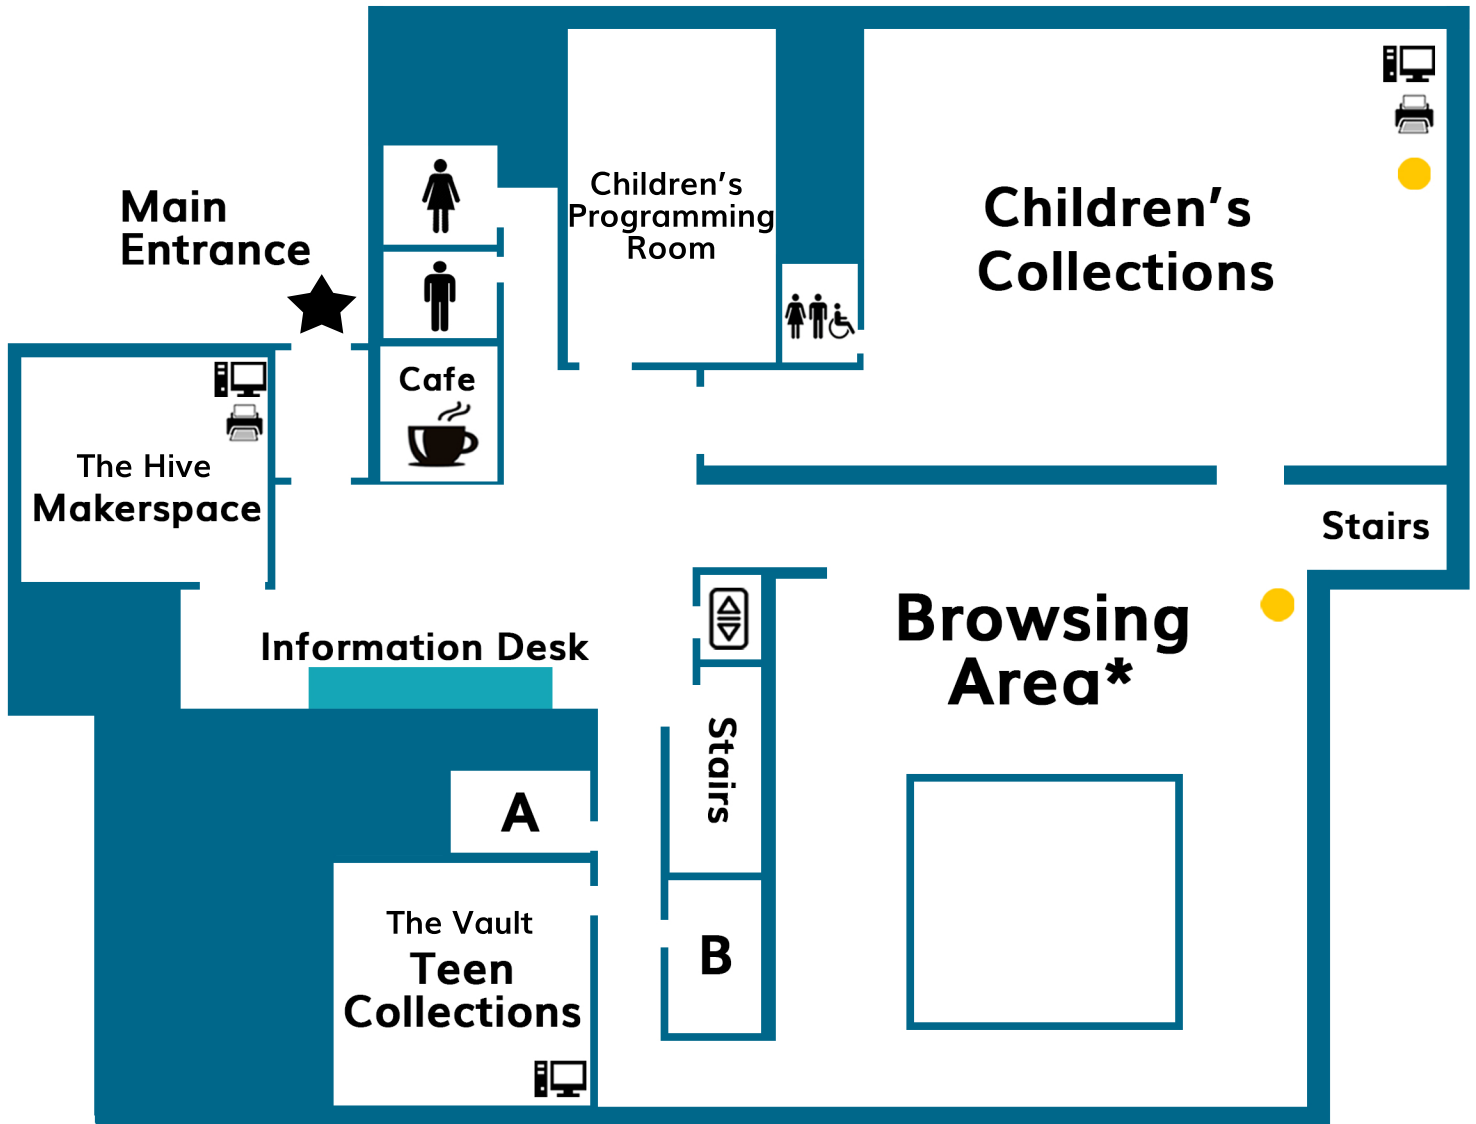 Main
Entrance
Children's
Programming
Room
Children's
Collections
Cafe
The Hive
Makerspace
Stairs
Information Desk
Browsing
Area*
Stairs
A
B
The Vault
Teen
Collections